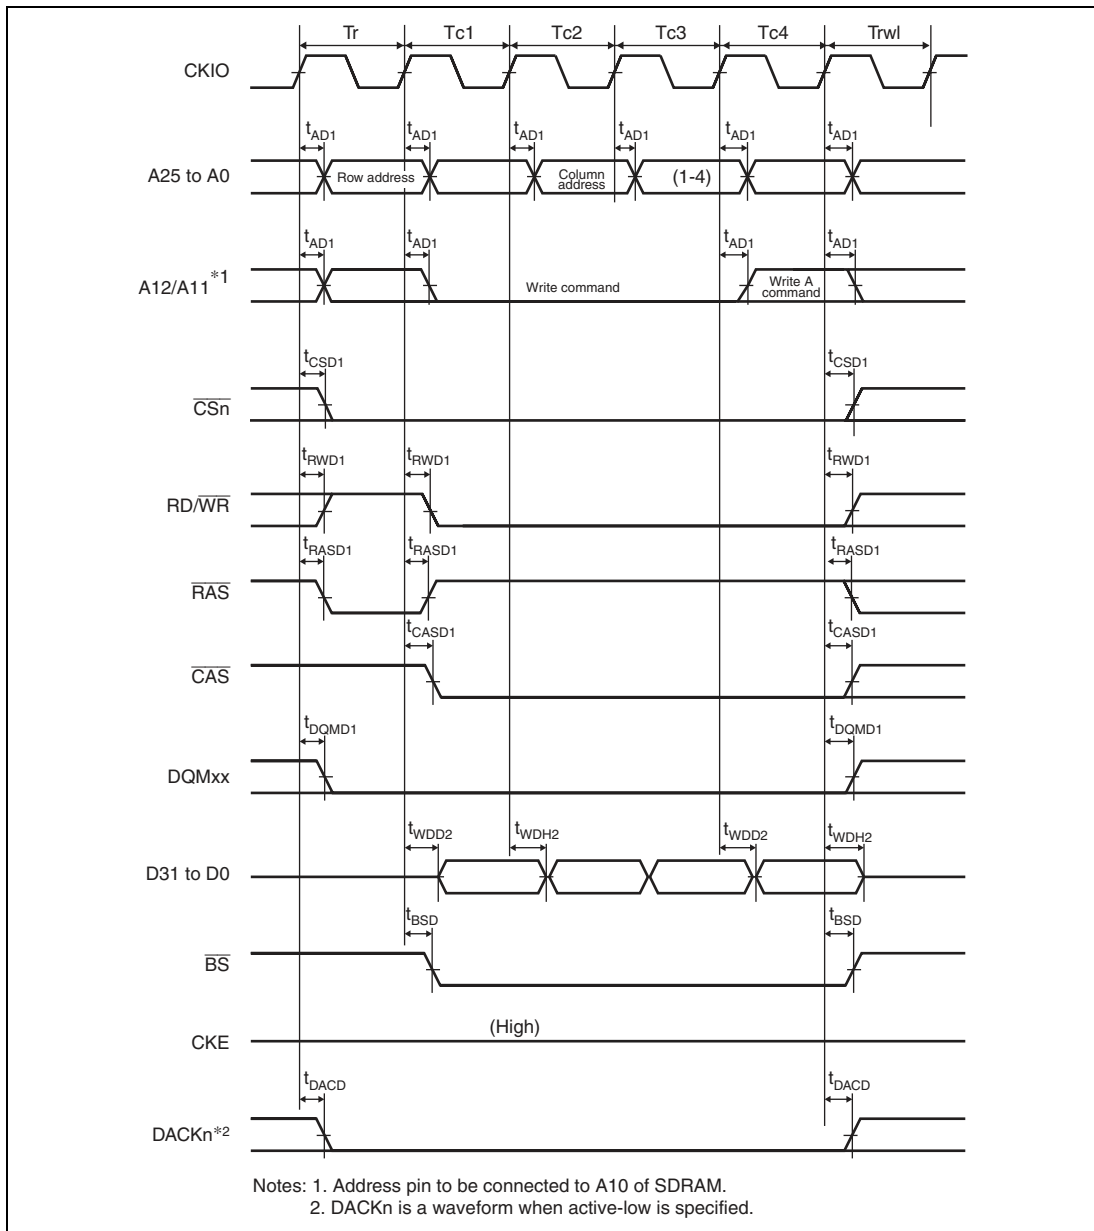 Tr Tc1 Tc2 Tc3 Tc4 Trwl
CKIO
tAD1 tAD1 tAD1 tAD1 tAD1 tAD1
A25 to A0 Row address Column address (1-4)
tAD1 tAD1 tAD1 tAD1
A12/A11*1 Write command Write A command
tCSD1 tCSD1
CSn
tRWD1 tRWD1 tRWD1
RD/WR
tRASD1 tRASD1 tRASD1
RAS
tCASD1 tCASD1
CAS
tDQMD1 tDQMD1
DQMxx
tWDD2 tWDH2 tWDD2 tWDH2
D31 to D0
tBSD tBSD
BS
(High)
CKE
tDACD tDACD
DACKn*2
Notes: 1. Address pin to be connected to A10 of SDRAM.
2. DACKn is a waveform when active-low is specified.